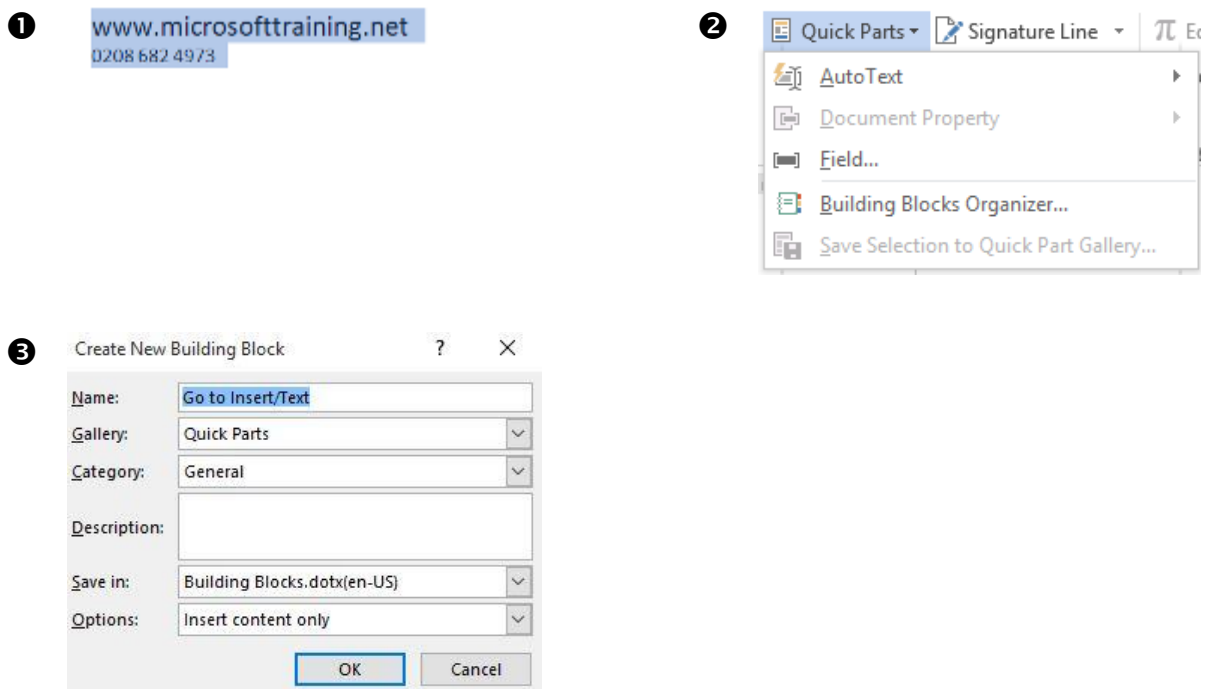 ❶
www.microsofttraining.net
0208 682 4973
❷
Quick Parts Signature Line π
AutoText
Document Property
Field...
Building Blocks Organizer...
Save Selection to Quick Part Gallery...
❸
Create New Building Block ? ×
Name: Go to Insert/Text
Gallery: Quick Parts
Category: General
Description:
Save in: Building Blocks.dotx(en-US)
Options: Insert content only
OK Cancel